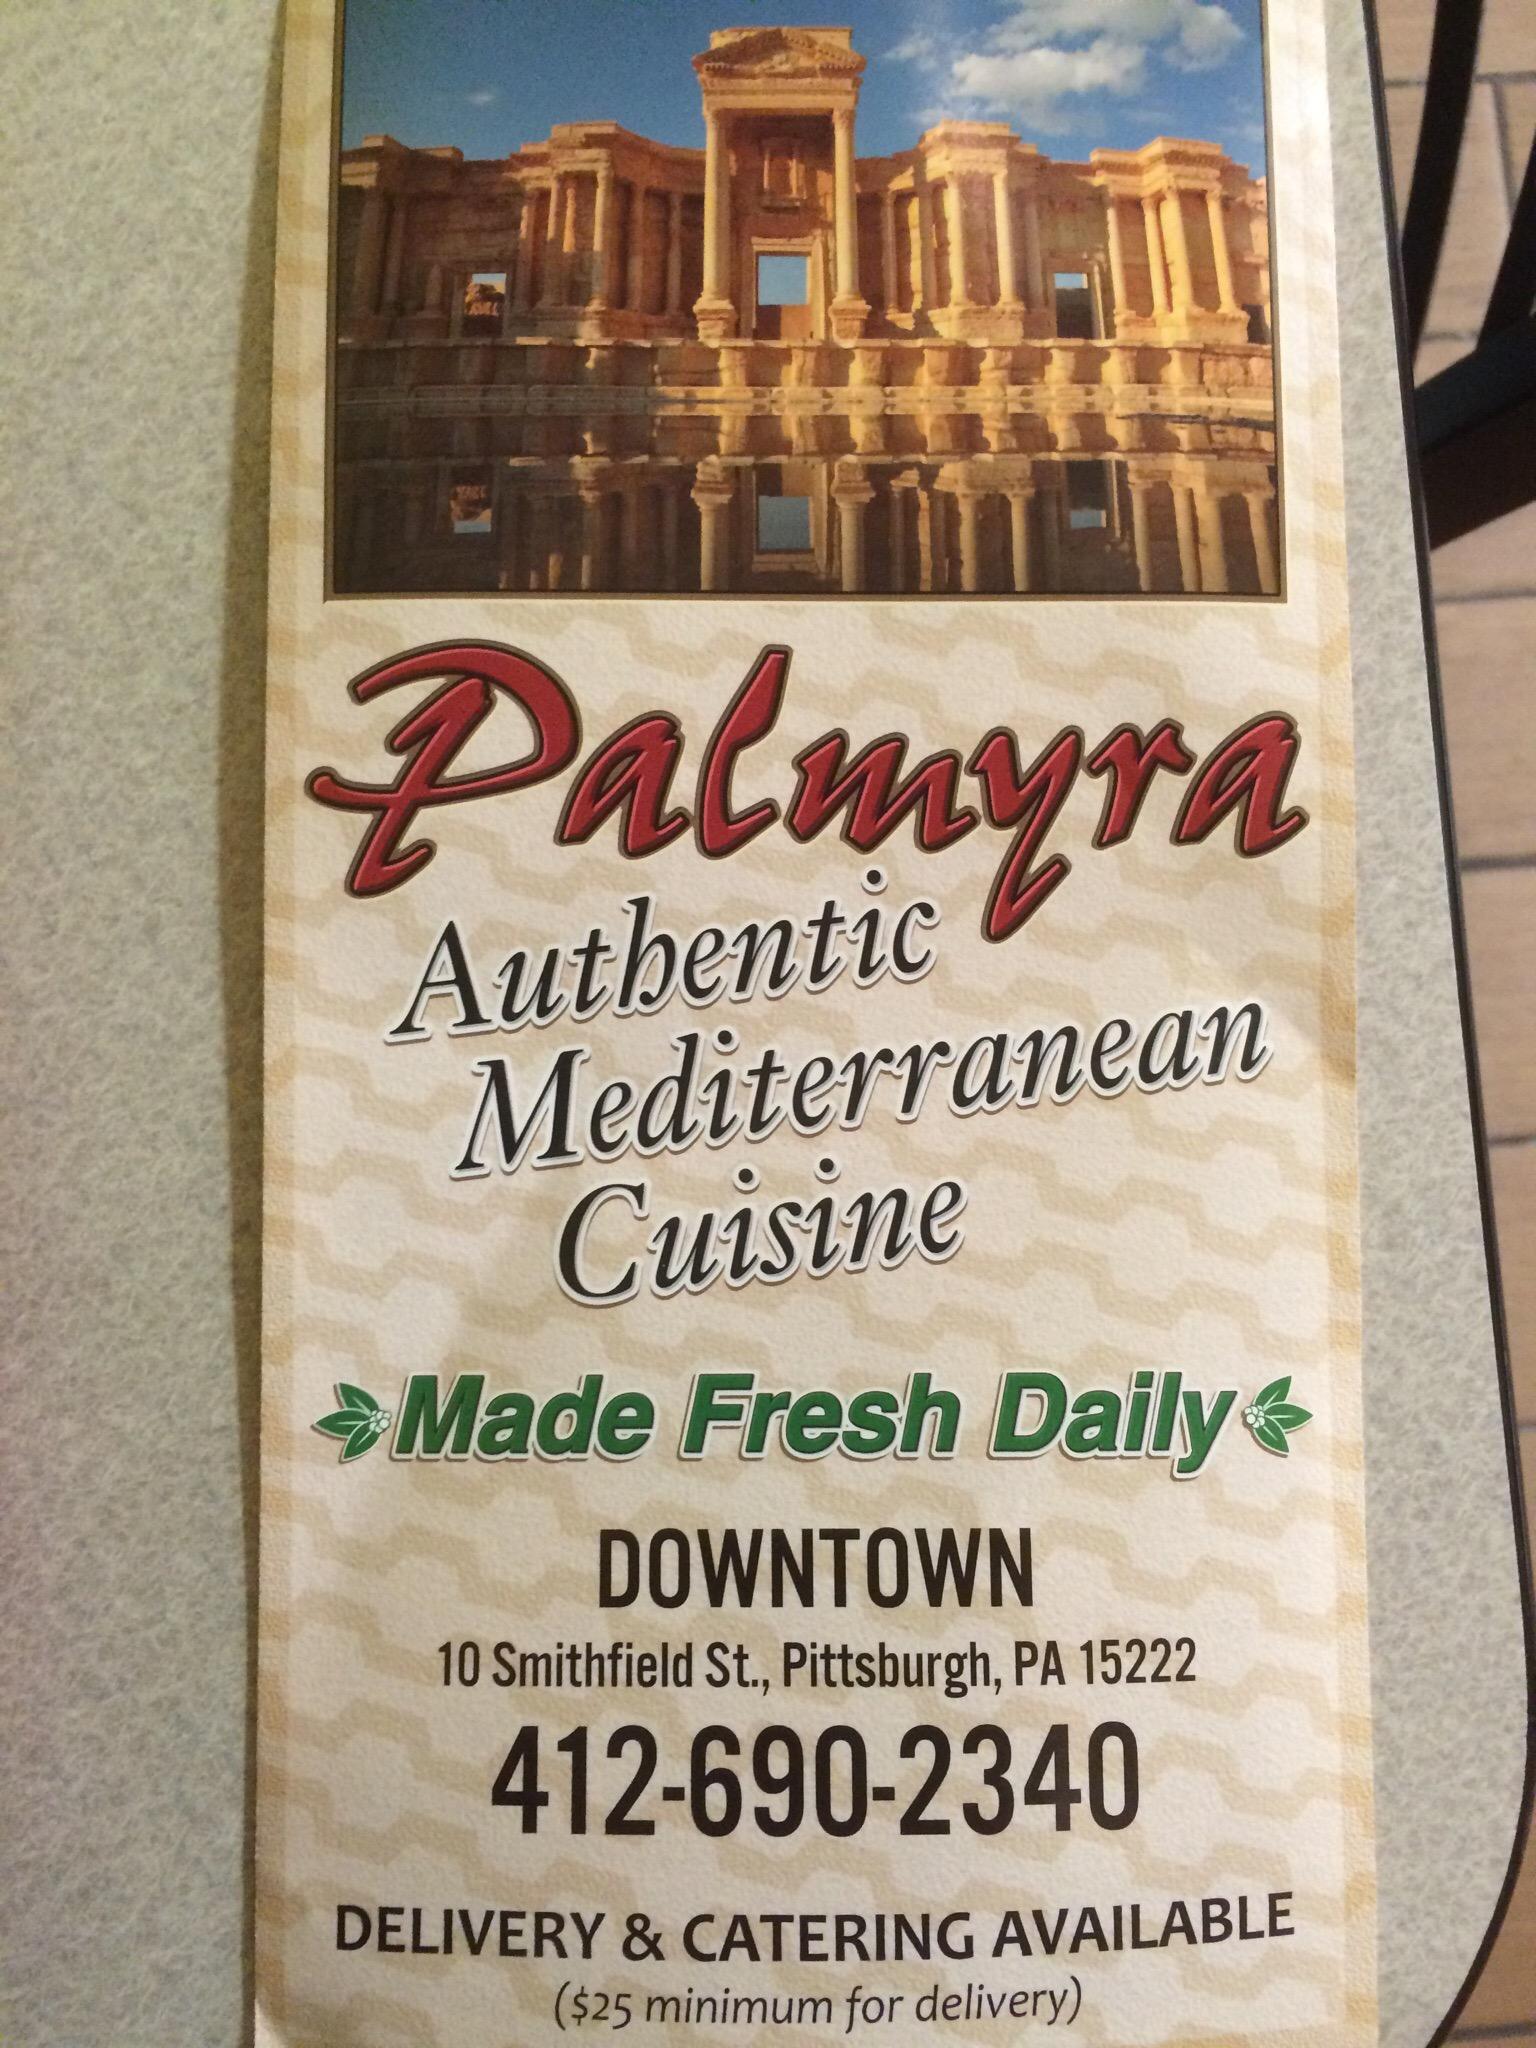 Palmyra
Authentic
Mediterranean
Cuisine
Made Fresh Daily
DOWNTOWN
10 Smithfield St., Pittsburgh, PA 15222
412-690-2340
DELIVERY & CATERING AVAILABLE
($25 minimum for delivery)